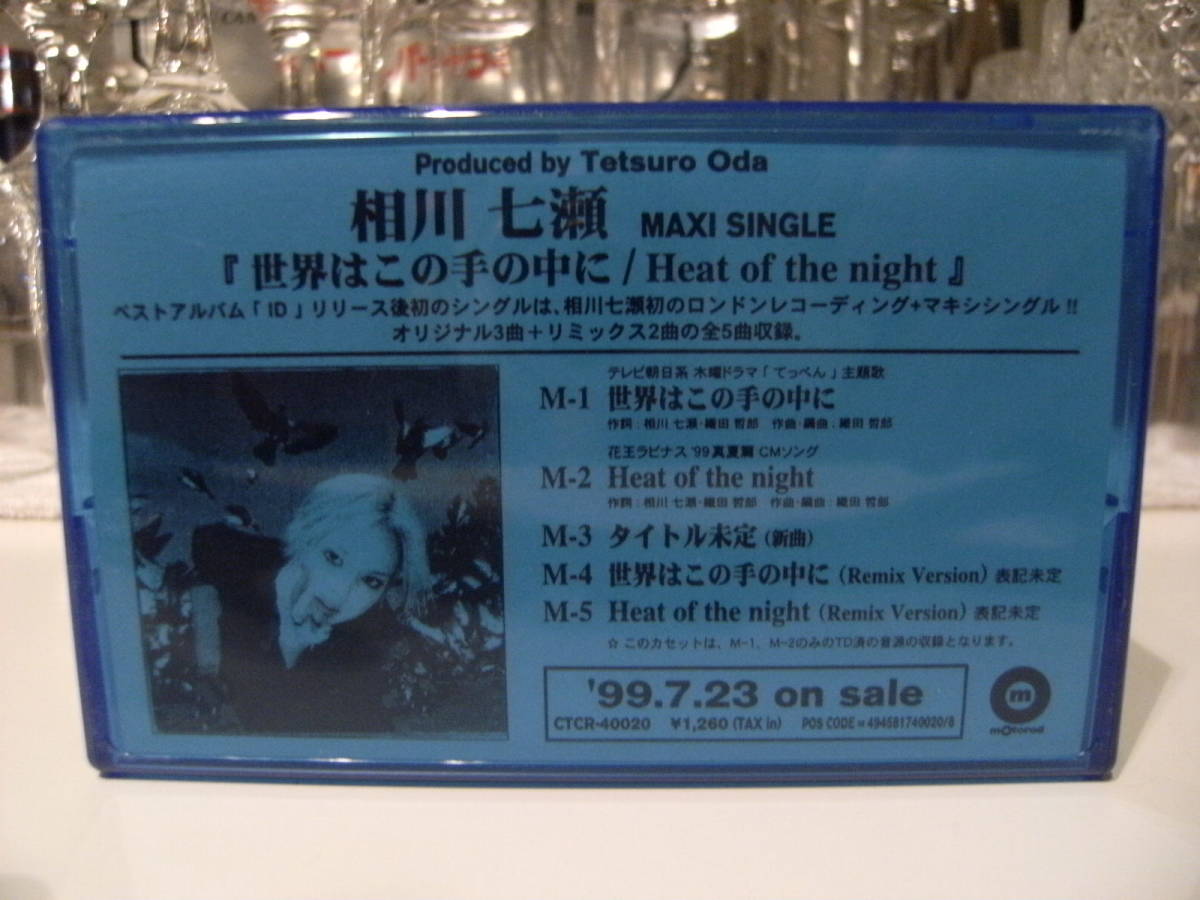 Produced by Tetsuro Oda
相川 七瀬 MAXI SINGLE
『 世界はこの手の中に / Heat of the night 』
ベストアルバム「ID」リリース後初のシングルは、相川七瀬初のロンドンレコーディング+マキシシングル!!
オリジナル3曲+リミックス2曲の全5曲収録。
テレビ朝日系 木曜ドラマ「てっぺん」主題歌
M-1 世界はこの手の中に
作詞：相川 七瀬・織田 哲郎 作曲・編曲：織田 哲郎
花王ラビナス '99真夏篇 CMソング
M-2 Heat of the night
作詞：相川 七瀬・織田 哲郎 作曲・編曲：織田 哲郎
M-3 タイトル未定(新曲)
M-4 世界はこの手の中に (Remix Version) 表記未定
M-5 Heat of the night (Remix Version) 表記未定
☆ このカセットは、M-1、M-2のみのTD済の音源の収録となります。
'99.7.23 on sale
CTCR-40020 ¥1,260 (TAX in) POS CODE=494581740020/8
m
motorod